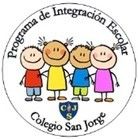 Programa de Integración Escolar
C J
S
Colegio San Jorge